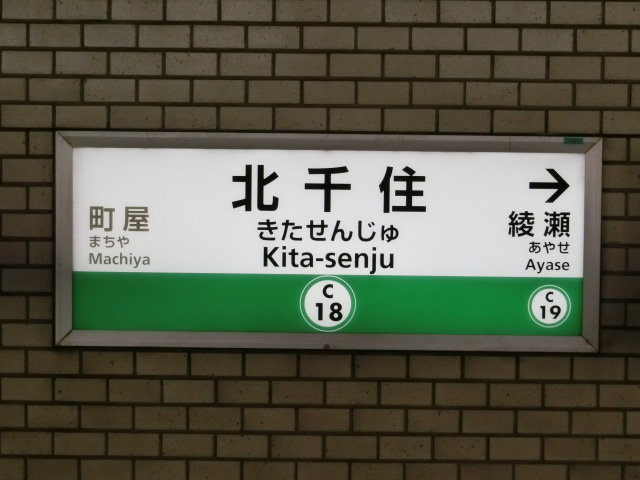 北千住
きたせんじゅ
Kita-senju
C
18
町屋
まちや
Machiya
→
綾瀬
あやせ
Ayase
C
19